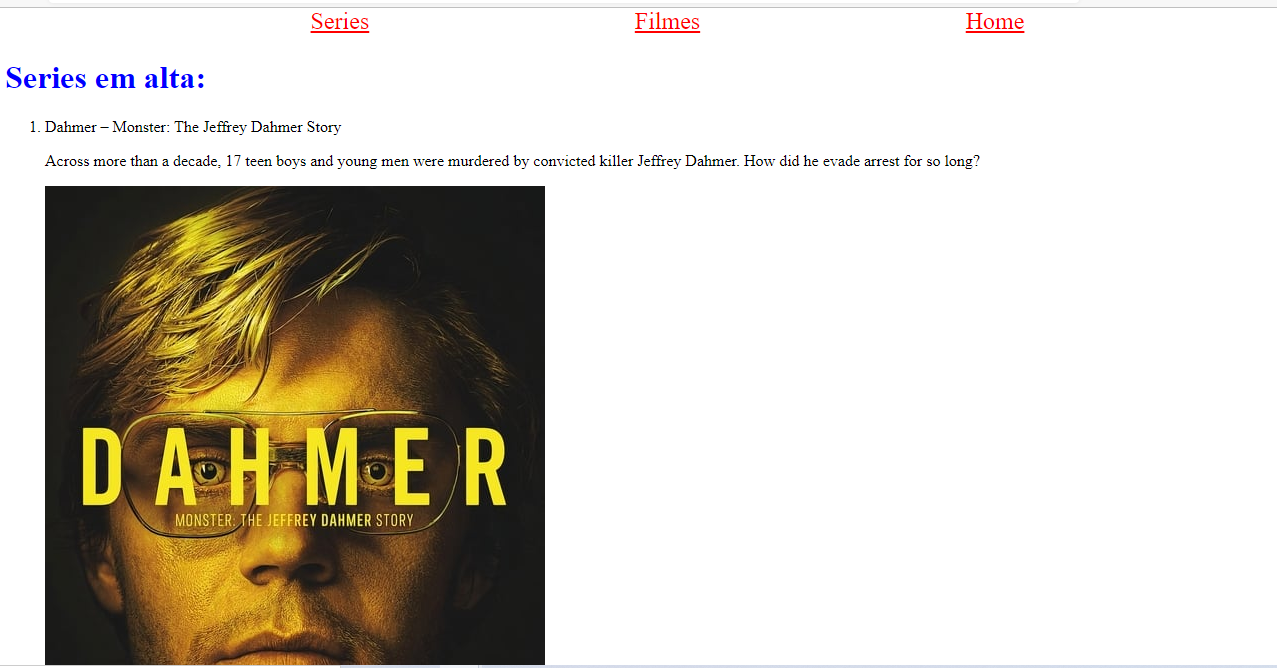 Series Filmes Home
Series em alta:
1. Dahmer – Monster: The Jeffrey Dahmer Story
Across more than a decade, 17 teen boys and young men were murdered by convicted killer Jeffrey Dahmer. How did he evade arrest for so long?
DAHMER
MONSTER: THE JEFFREY DAHMER STORY